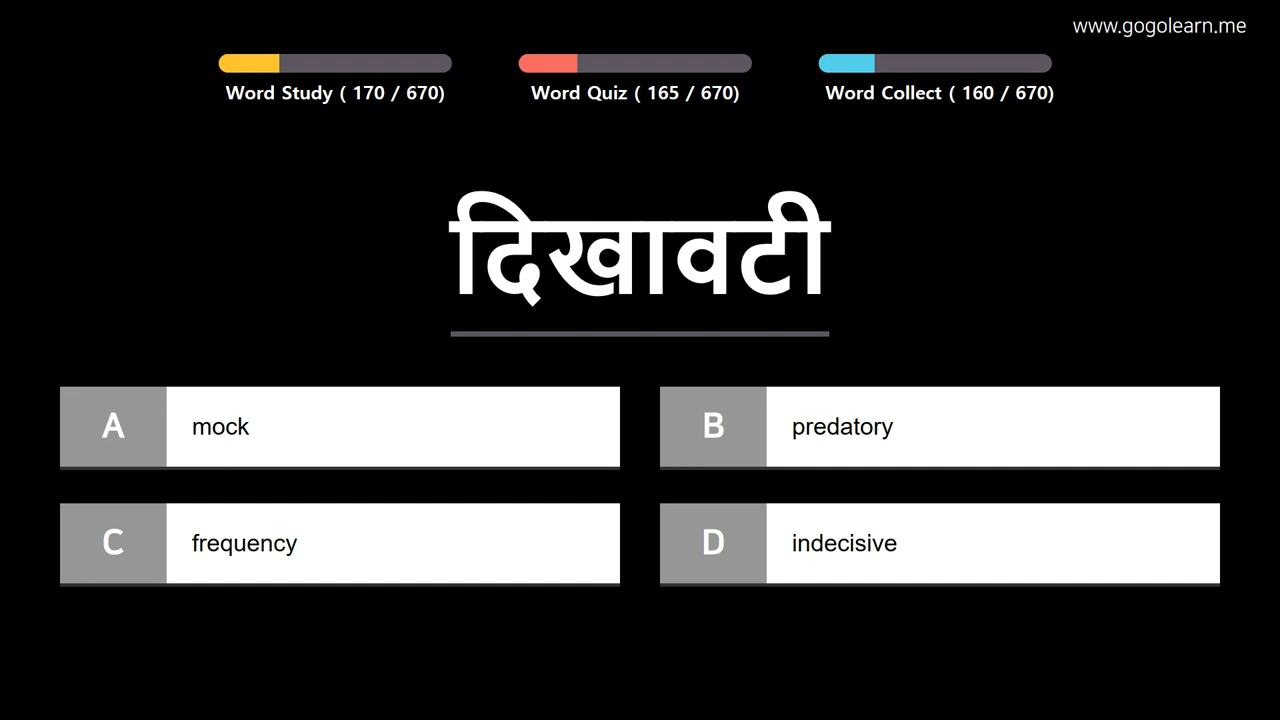 www.gogolearn.me
Word Study ( 170 / 670)
Word Quiz ( 165 / 670)
Word Collect ( 160 / 670)
दिखावटी
A mock
B predatory
C frequency
D indecisive